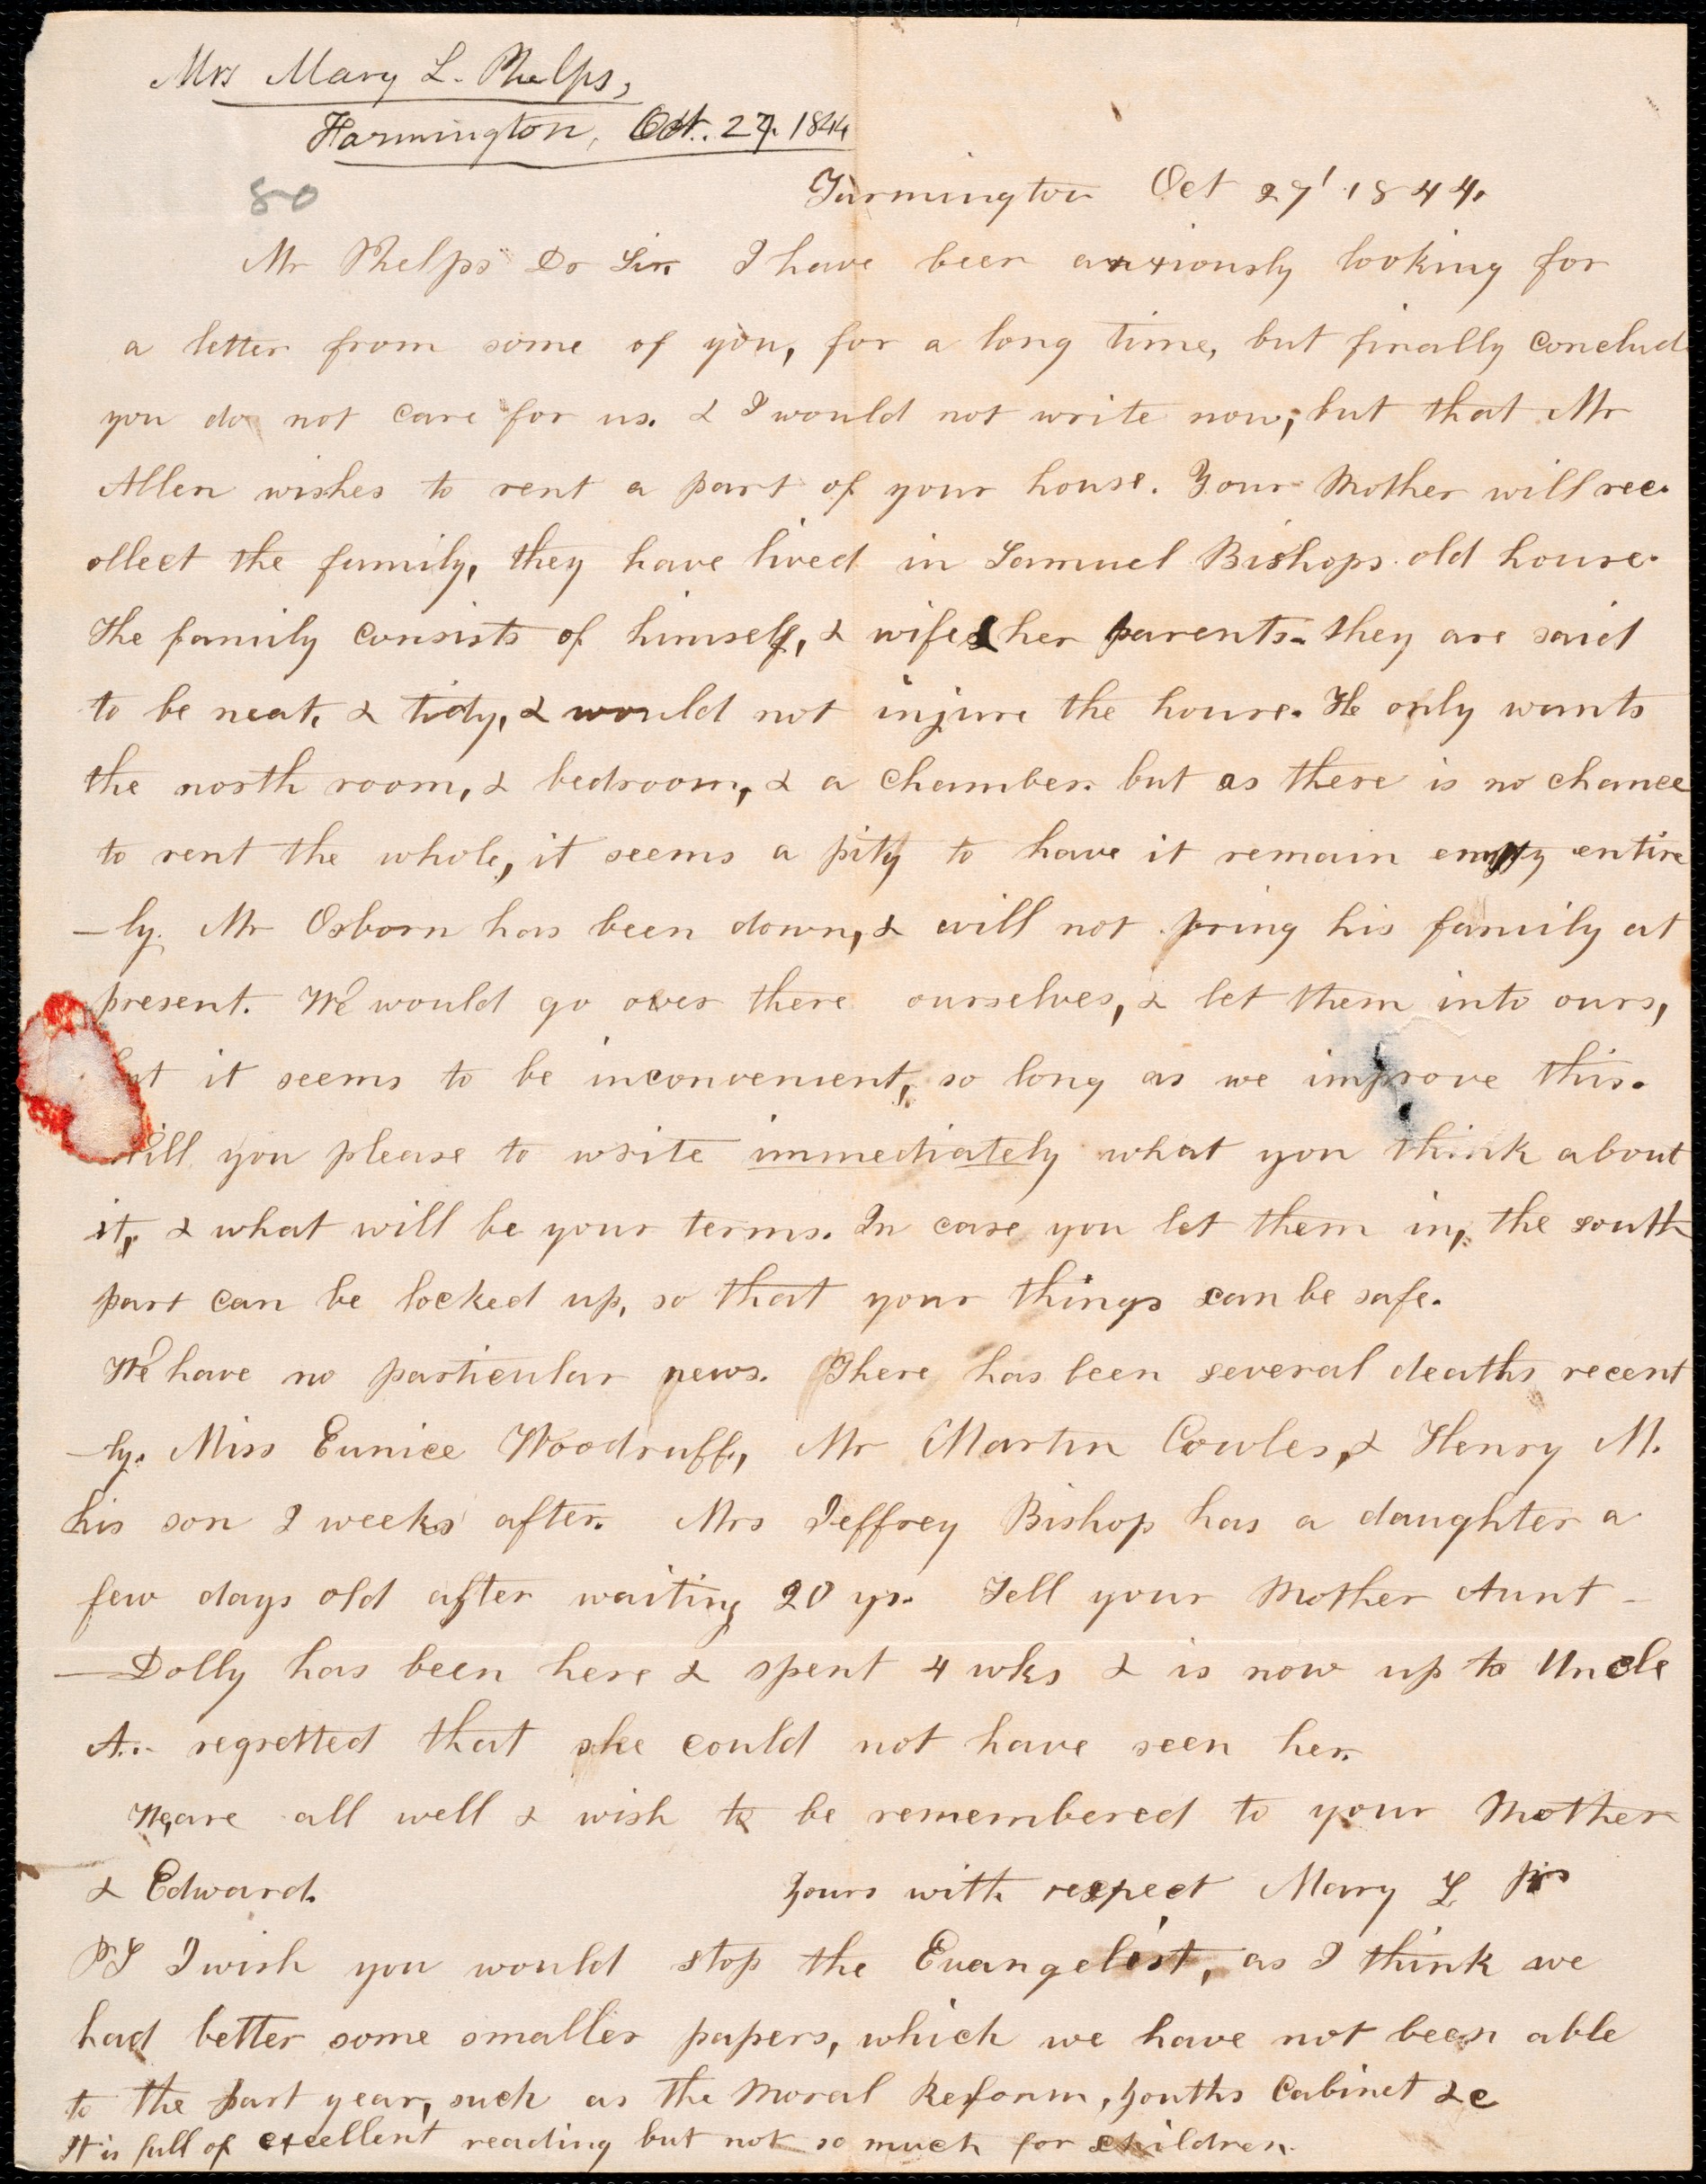 Mrs Mary L. Phelps,
Farmington, Oct. 27. 1844
80
Farmington Oct 27' 1844.
Mr Phelps Dr Sir. I have been anxiously looking for
a letter from some of you, for a long time, but finally conclud
you do not care for us. & I would not write now, but that Mr
Allen wishes to rent a part of your house. Your Mother will rec-
ollect the family, they have lived in Samuel Bishops old house.
The family consists of himself, & wife & her parents. they are said
to be neat, & tidy, & would not injure the house. He only wants
the north room, & bedroom, & a chamber. but as there is no chance
to rent the whole, it seems a pity to have it remain empty entire
-ly. Mr Osborn has been down, & will not bring his family at
present. We would go over there ourselves, & let them into ours,
but it seems to be inconvenient, so long as we improve this.
Will you please to write immediately what you think about
it, & what will be your terms. In case you let them in, the south
part can be locked up, so that your things can be safe.
We have no particular news. There has been several deaths recent
-ly. Miss Eunice Woodruff, Mr Martin Cowles, & Henry M.
his son 2 weeks after. Mrs Jeffrey Bishop has a daughter a
few days old after waiting 20 yr. Tell your Mother Aunt -
- Dolly has been here & spent 4 wks & is now up to Uncle
A.. regretted that she could not have seen her.
We are all well & wish to be remembered to your Mother
& Edward. Yours with respect Mary L
PS I wish you would stop the Evangelist, as I think we
had better some smaller papers, which we have not been able
to the past year, such as the Moral Reform, Youths Cabinet &c
It is full of excellent reading but not so much for children.